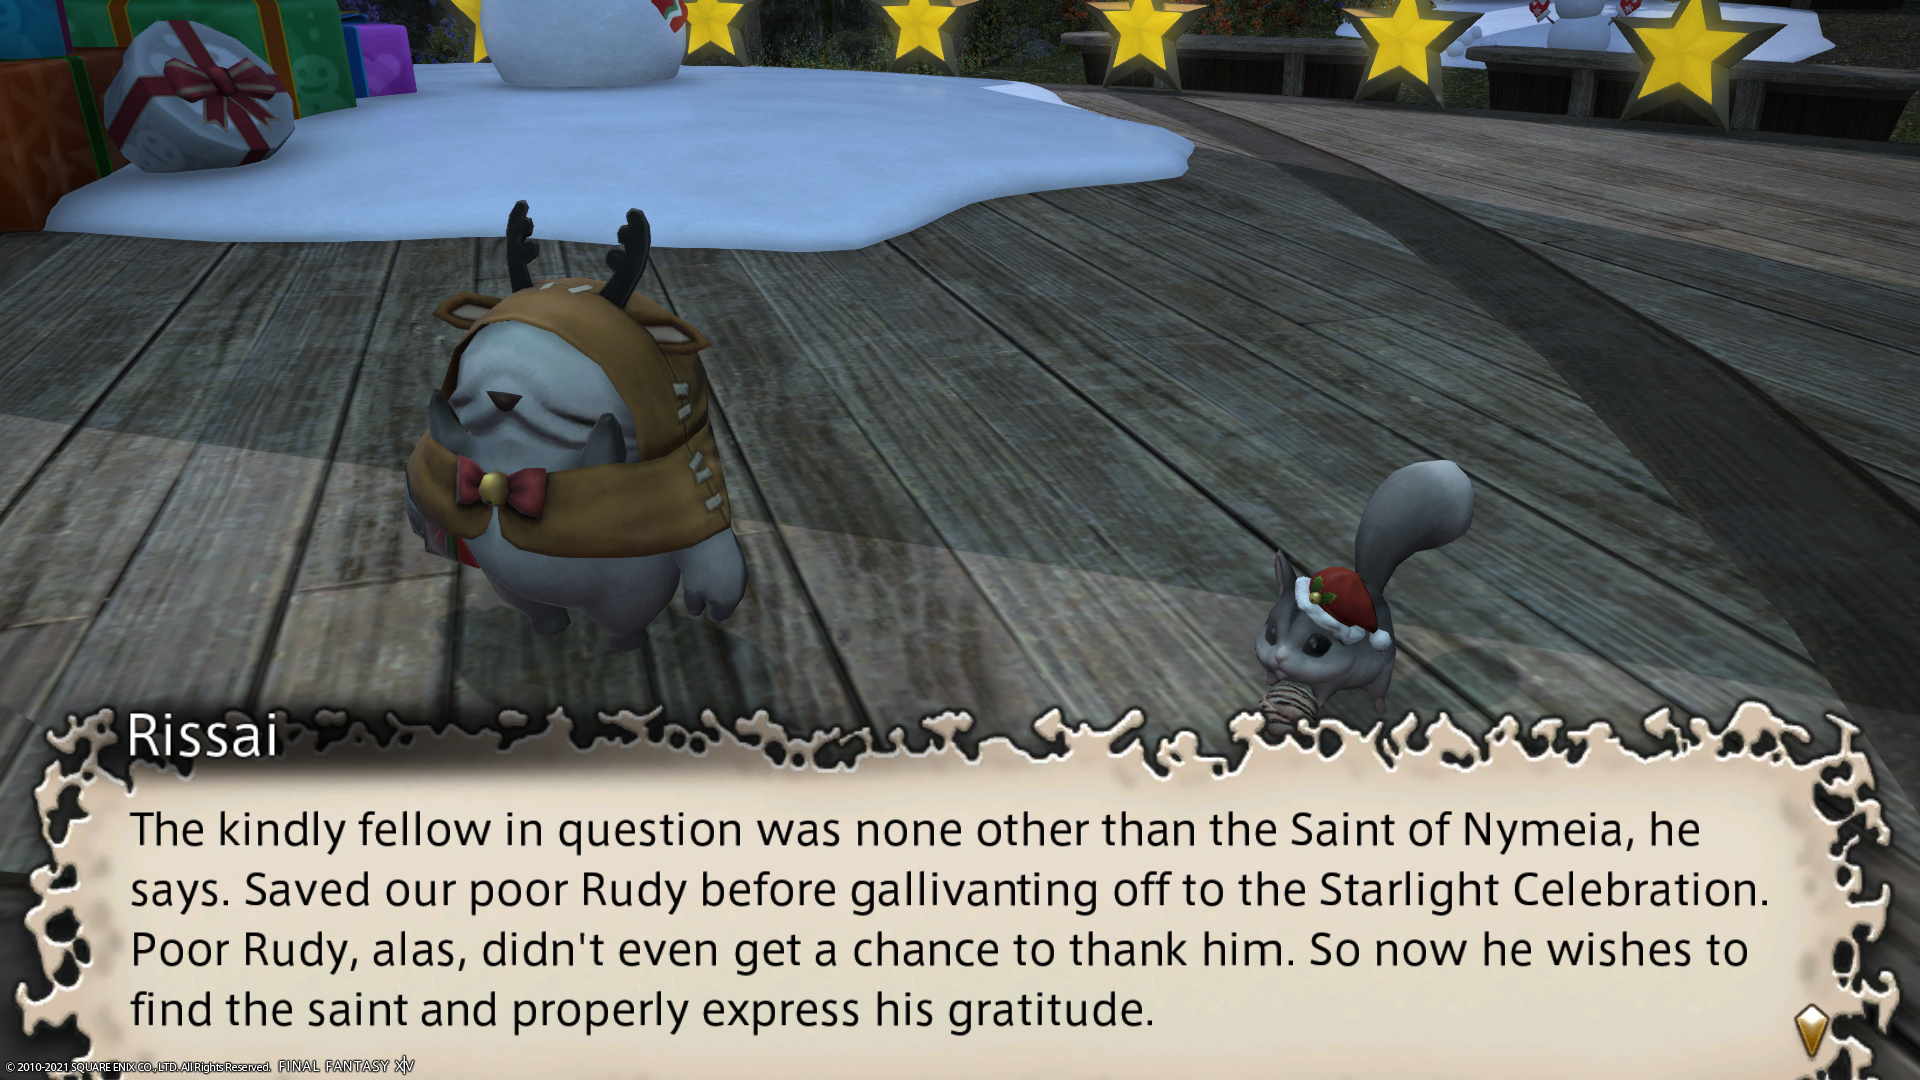 Rissai
The kindly fellow in question was none other than the Saint of Nymeia, he
says. Saved our poor Rudy before gallivanting off to the Starlight Celebration.
Poor Rudy, alas, didn't even get a chance to thank him. So now he wishes to
find the saint and properly express his gratitude.
© 2010-2021 SQUARE ENIX CO., LTD. All Rights Reserved. FINAL FANTASY XIV